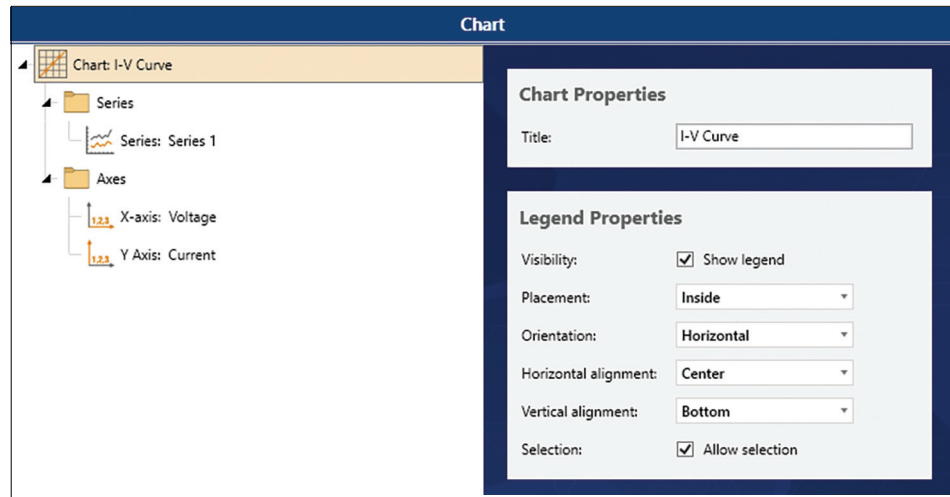 Chart
Chart: I-V Curve
Series
Series: Series 1
Axes
1,2,3
X-axis: Voltage
1,2,3
Y Axis: Current
Chart Properties
Title: I-V Curve
Legend Properties
Visibility: Show legend
Placement: Inside
Orientation: Horizontal
Horizontal alignment: Center
Vertical alignment: Bottom
Selection: Allow selection